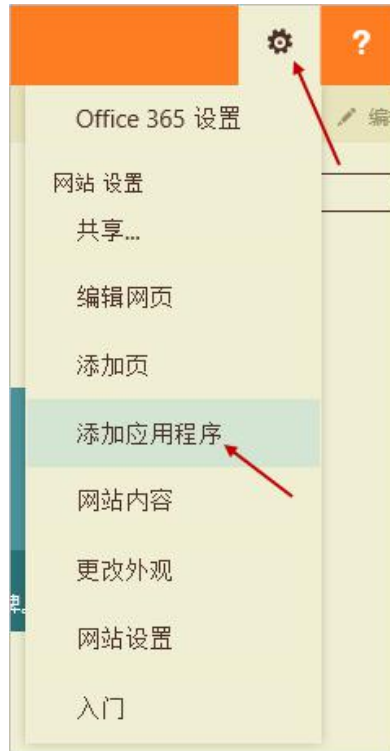 ?
Office 365 设置
编
网站 设置
共享...
编辑网页
添加页
添加应用程序
网站内容
更改外观
网站设置
入门